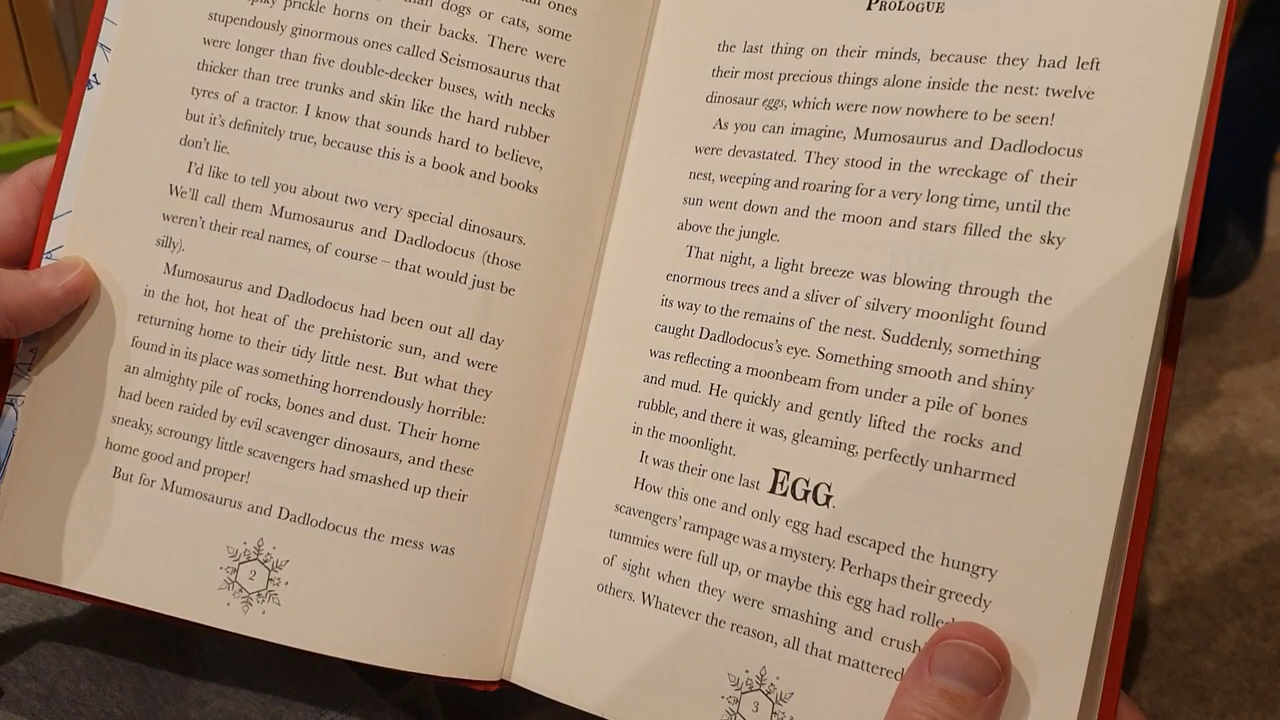 dogs or cats, some
prickle horns on their backs. There were
stupendously ginormous ones called Seismosaurus that
were longer than five double-decker buses, with necks
thicker than tree trunks and skin like the hard rubber
tyres of a tractor. I know that sounds hard to believe,
but it's definitely true, because this is a book and books
don't lie.
I'd like to tell you about two very special dinosaurs.
We'll call them Mumosaurus and Dadlodocus (those
weren't their real names, of course – that would just be
silly).
Mumosaurus and Dadlodocus had been out all day
in the hot, hot heat of the prehistoric sun, and were
returning home to their tidy little nest. But what they
found in its place was something horrendously horrible:
an almighty pile of rocks, bones and dust. Their home
had been raided by evil scavenger dinosaurs, and these
sneaky, scroungy little scavengers had smashed up their
home good and proper!
But for Mumosaurus and Dadlodocus the mess was
2
PROLOGUE
the last thing on their minds, because they had left
their most precious things alone inside the nest: twelve
dinosaur eggs, which were now nowhere to be seen!
As you can imagine, Mumosaurus and Dadlodocus
were devastated. They stood in the wreckage of their
nest, weeping and roaring for a very long time, until the
sun went down and the moon and stars filled the sky
above the jungle.
That night, a light breeze was blowing through the
enormous trees and a sliver of silvery moonlight found
its way to the remains of the nest. Suddenly, something
caught Dadlodocus's eye. Something smooth and shiny
was reflecting a moonbeam from under a pile of bones
and mud. He quickly and gently lifted the rocks and
rubble, and there it was, gleaming, perfectly unharmed
in the moonlight.
It was their one last EGG.
How this one and only egg had escaped the hungry
scavengers' rampage was a mystery. Perhaps their greedy
tummies were full up, or maybe this egg had rolled
of sight when they were smashing and
others. Whatever the reason, all that mattered
3